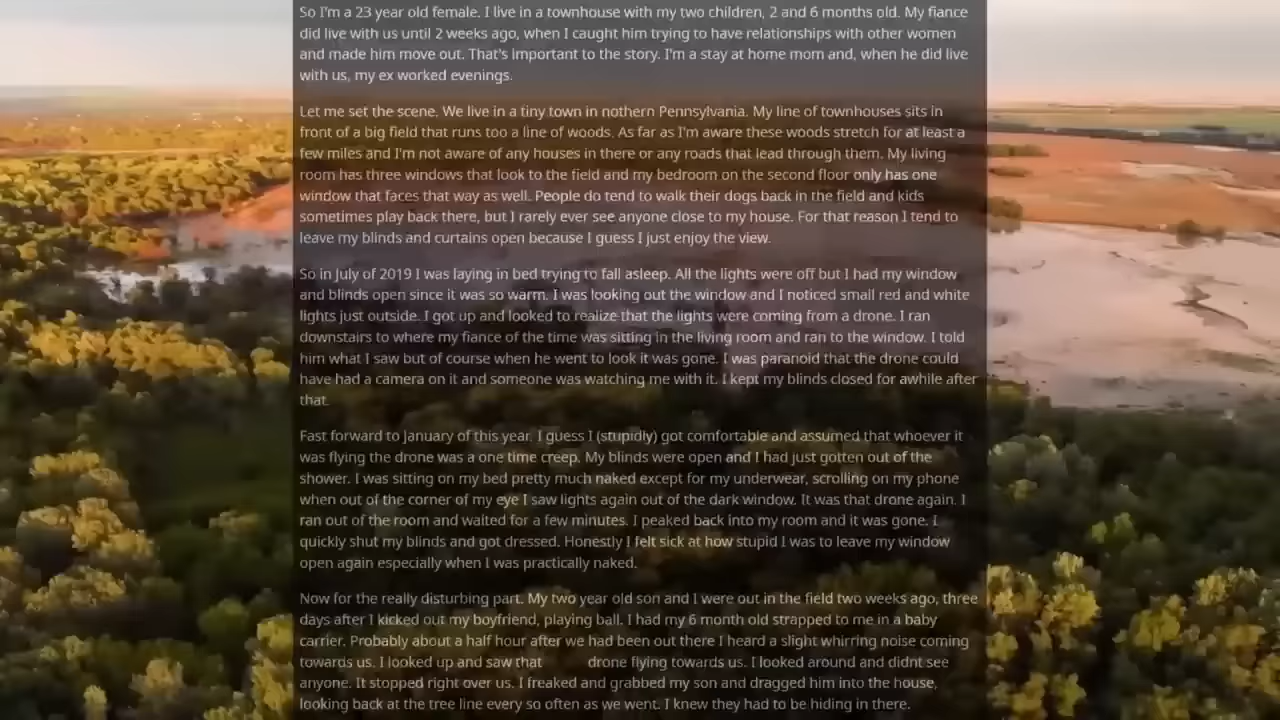 So I'm a 23 year old female. I live in a townhouse with my two children, 2 and 6 months old. My fiance
did live with us until 2 weeks ago, when I caught him trying to have relationships with other women
and made him move out. That's important to the story. I'm a stay at home mom and, when he did live
with us, my ex worked evenings.
Let me set the scene. We live in a tiny town in nothern Pennsylvania. My line of townhouses sits in
front of a big field that runs too a line of woods. As far as I'm aware these woods stretch for at least a
few miles and I'm not aware of any houses in there or any roads that lead through them. My living
room has three windows that look to the field and my bedroom on the second floor only has one
window that faces that way as well. People do tend to walk their dogs back in the field and kids
sometimes play back there, but I rarely ever see anyone close to my house. For that reason I tend to
leave my blinds and curtains open because I guess I just enjoy the view.
So in July of 2019 I was laying in bed trying to fall asleep. All the lights were off but I had my window
and blinds open since it was so warm. I was looking out the window and I noticed small red and white
lights just outside. I got up and looked to realize that the lights were coming from a drone. I ran
downstairs to where my fiance of the time was sitting in the living room and ran to the window. I told
him what I saw but of course when he went to look it was gone. I was paranoid that the drone could
have had a camera on it and someone was watching me with it. I kept my blinds closed for awhile after
that.
Fast forward to January of this year. I guess I (stupidly) got comfortable and assumed that whoever it
was flying the drone was a one time creep. My blinds were open and I had just gotten out of the
shower. I was sitting on my bed pretty much naked except for my underwear, scrolling on my phone
when out of the corner of my eye I saw lights again out of the dark window. It was that drone again. I
ran out of the room and waited for a few minutes. I peaked back into my room and it was gone. I
quickly shut my blinds and got dressed. Honestly I felt sick at how stupid I was to leave my window
open again especially when I was practically naked.
Now for the really disturbing part. My two year old son and I were out in the field two weeks ago, three
days after I kicked out my boyfriend, playing ball. I had my 6 month old strapped to me in a baby
carrier. Probably about a half hour after we had been out there I heard a slight whirring noise coming
towards us. I looked up and saw that drone flying towards us. I looked around and didnt see
anyone. It stopped right over us. I freaked and grabbed my son and dragged him into the house,
looking back at the tree line every so often as we went. I knew they had to be hiding in there.